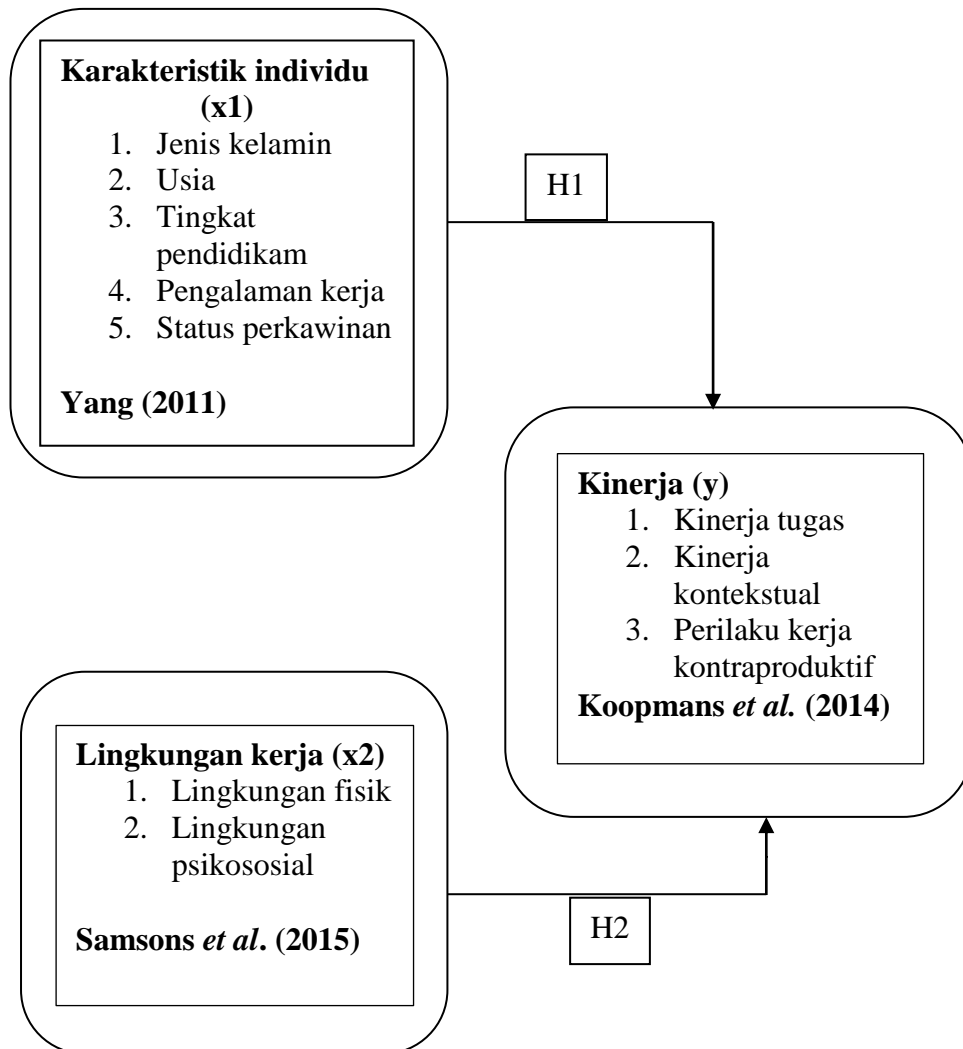 Karakteristik individu
(x1)
1. Jenis kelamin
2. Usia
3. Tingkat
pendidikam
4. Pengalaman kerja
5. Status perkawinan
Yang (2011)
H1
Kinerja (y)
1. Kinerja tugas
2. Kinerja
kontekstual
3. Perilaku kerja
kontraproduktif
Koopmans et al. (2014)
Lingkungan kerja (x2)
1. Lingkungan fisik
2. Lingkungan
psikososial
Samsons et al. (2015)
H2